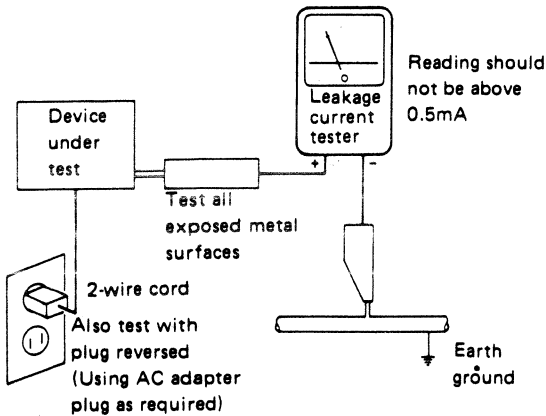 Device
under
test
Leakage
current
tester
+ -
Reading should
not be above
0.5mA
Test all
exposed metal
surfaces
2-wire cord
Also test with
plug reversed
(Using AC adapter
plug as required)
Earth
ground